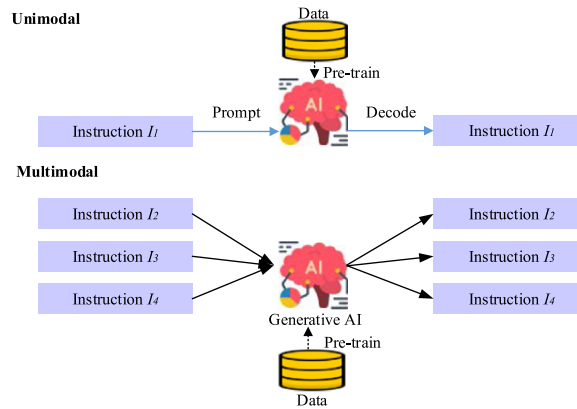 Unimodal
Data
Pre-train
AI
Prompt
Decode
Instruction I1
Instruction I1
Multimodal
Instruction I2
Instruction I2
AI
Instruction I3
Instruction I3
Instruction I4
Instruction I4
Generative AI
Pre-train
Data